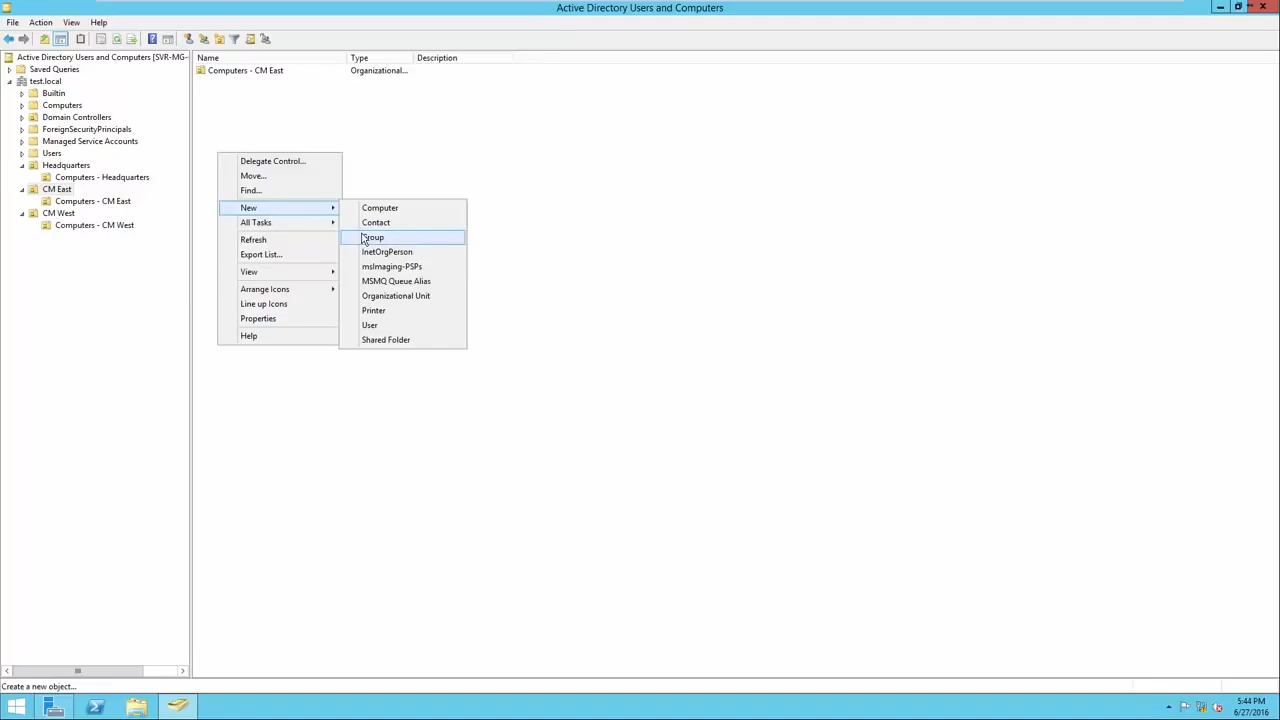 Active Directory Users and Computers
File Action View Help
Active Directory Users and Computers [SVR-MG-
Saved Queries
test.local
Builtin
Computers
Domain Controllers
ForeignSecurityPrincipals
Managed Service Accounts
Users
Headquarters
Computers - Headquarters
CM East
Computers - CM East
CM West
Computers - CM West
Name Type Description
Computers - CM East Organizational...
Delegate Control...
Move...
Find...
New
All Tasks
Refresh
Export List...
View
Arrange Icons
Line up Icons
Properties
Help
Computer
Contact
Group
InetOrgPerson
msImaging-PSPs
MSMQ Queue Alias
Organizational Unit
Printer
User
Shared Folder
Create a new object...
5:44 PM
6/27/2016